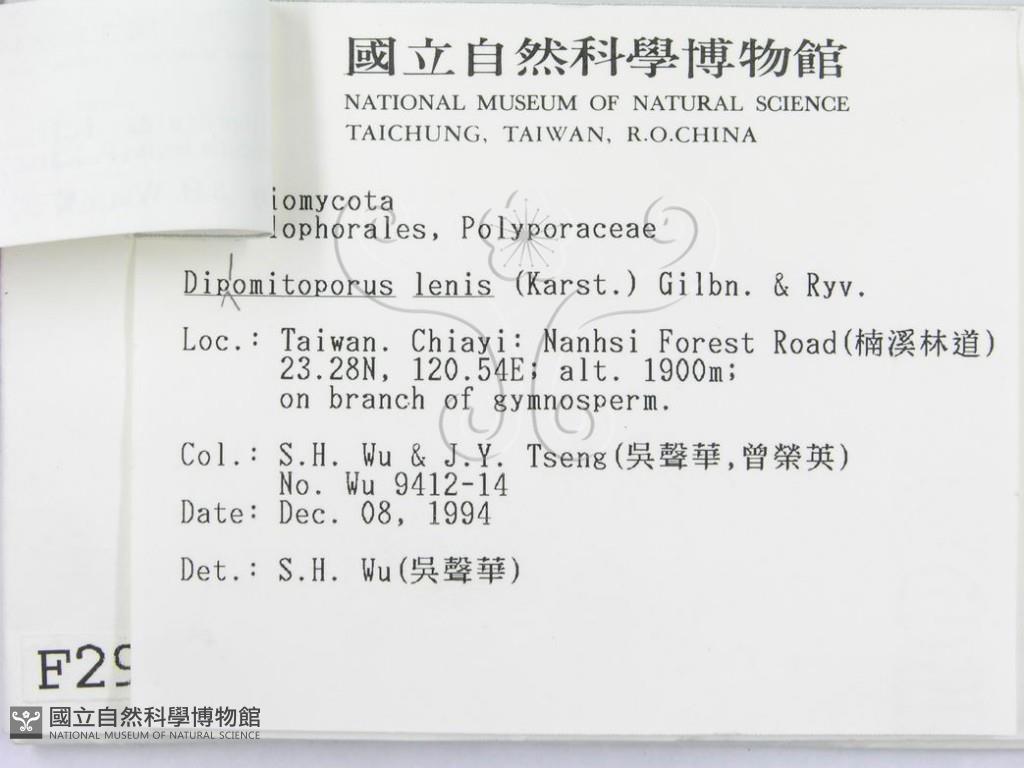 國立自然科學博物館
NATIONAL MUSEUM OF NATURAL SCIENCE
TAICHUNG, TAIWAN, R.O.CHINA
iomycota
lophorales, Polyporaceae
Dipomitoporus lenis (Karst.) Gilbn. & Ryv.
Loc.: Taiwan. Chiayi: Nanhsi Forest Road(楠溪林道)
23.28N, 120.54E; alt. 1900m;
on branch of gymnosperm.
Col.: S.H. Wu & J.Y. Tseng(吳聲華,曾榮英)
No. Wu 9412-14
Date: Dec. 08, 1994
Det.: S.H. Wu(吳聲華)
F29
國立自然科學博物館
NATIONAL MUSEUM OF NATURAL SCIENCE